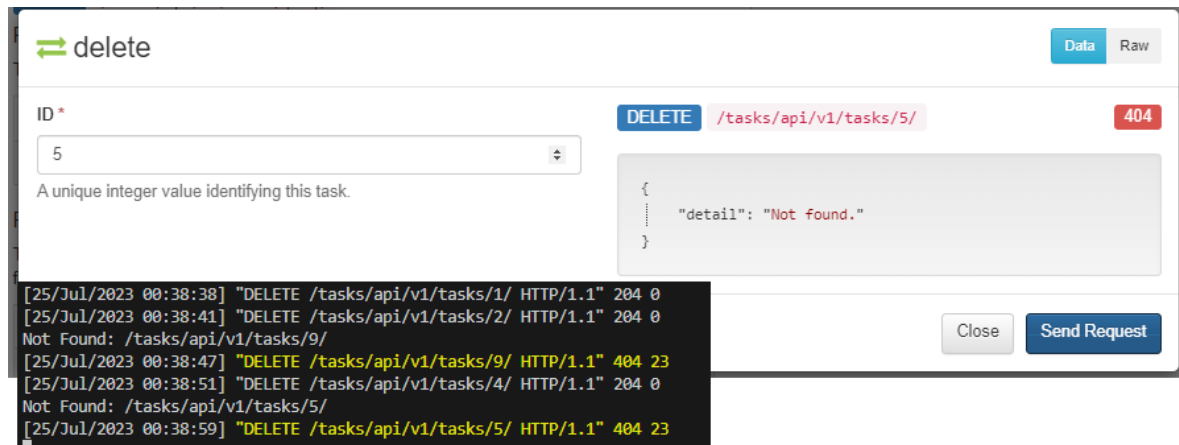 delete
Data Raw
ID *
5
A unique integer value identifying this task.
DELETE /tasks/api/v1/tasks/5/ 404
{
"detail": "Not found."
}
[25/Jul/2023 00:38:38] "DELETE /tasks/api/v1/tasks/1/ HTTP/1.1" 204 0
[25/Jul/2023 00:38:41] "DELETE /tasks/api/v1/tasks/2/ HTTP/1.1" 204 0
Not Found: /tasks/api/v1/tasks/9/
[25/Jul/2023 00:38:47] "DELETE /tasks/api/v1/tasks/9/ HTTP/1.1" 404 23
[25/Jul/2023 00:38:51] "DELETE /tasks/api/v1/tasks/4/ HTTP/1.1" 204 0
Not Found: /tasks/api/v1/tasks/5/
[25/Jul/2023 00:38:59] "DELETE /tasks/api/v1/tasks/5/ HTTP/1.1" 404 23
Close Send Request